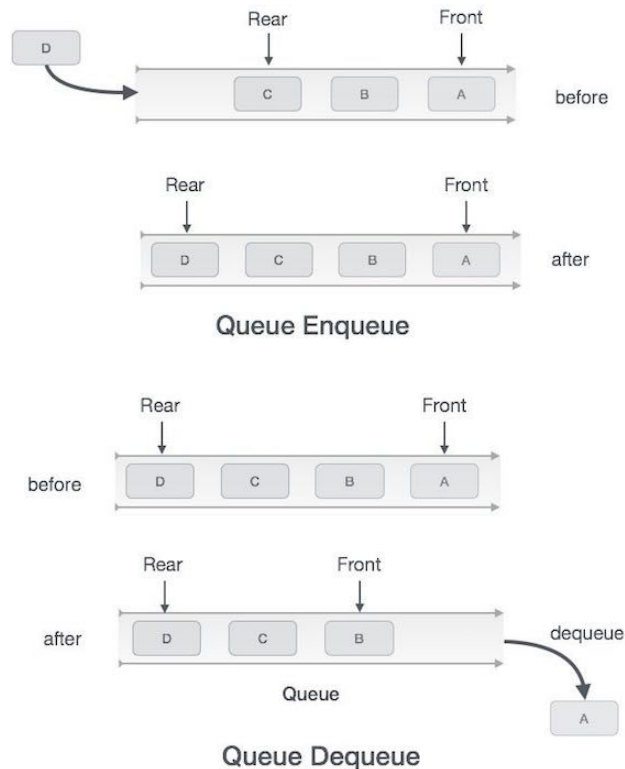 Rear Front
D
C B A
before
Rear Front
D C B A
after
Queue Enqueue
Rear Front
before
D C B A
Rear Front
after
D C B
dequeue
Queue
A
Queue Dequeue